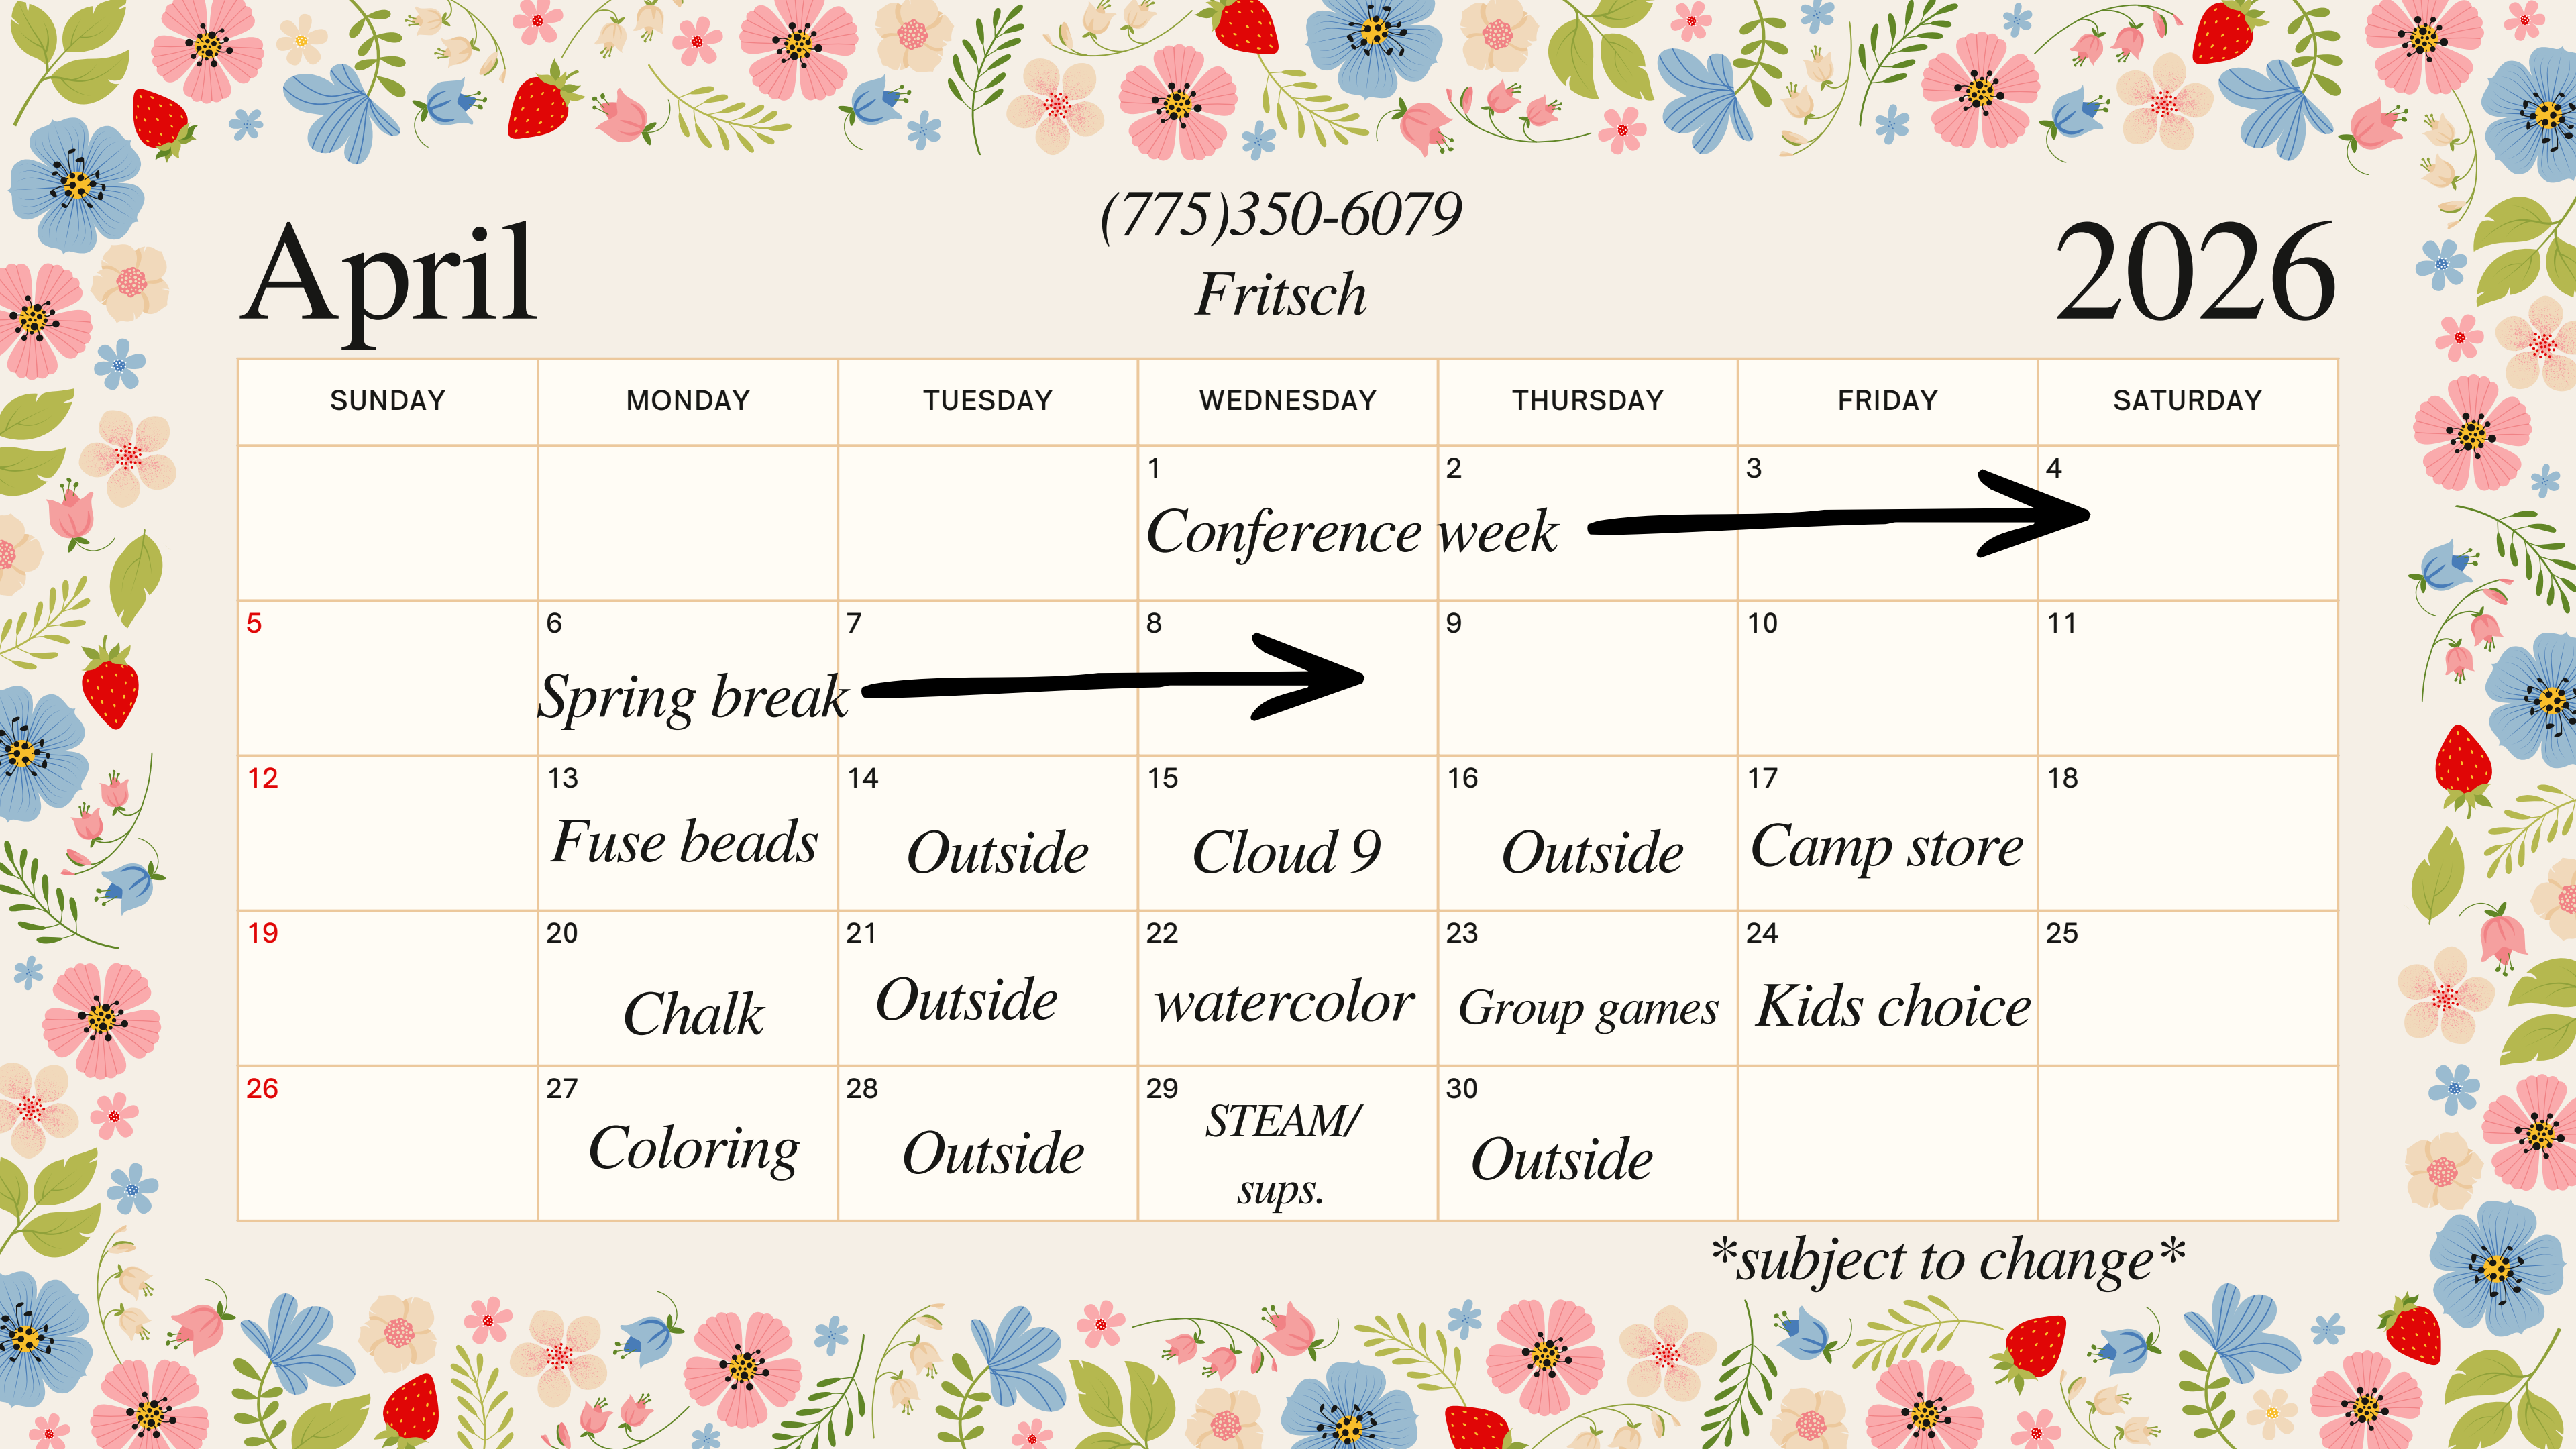 (775)350-6079
April
Fritsch
2026
SUNDAY MONDAY TUESDAY WEDNESDAY THURSDAY FRIDAY SATURDAY
1 2 3 4
Conference week
5 6 7 8 9 10 11
Spring break
12 13 14 15 16 17 18
Fuse beads Outside Cloud 9 Outside Camp store
19 20 21 22 23 24 25
Chalk Outside watercolor Group games Kids choice
26 27 28 29 30
Coloring Outside STEAM/ Outside
sups.
*subject to change*